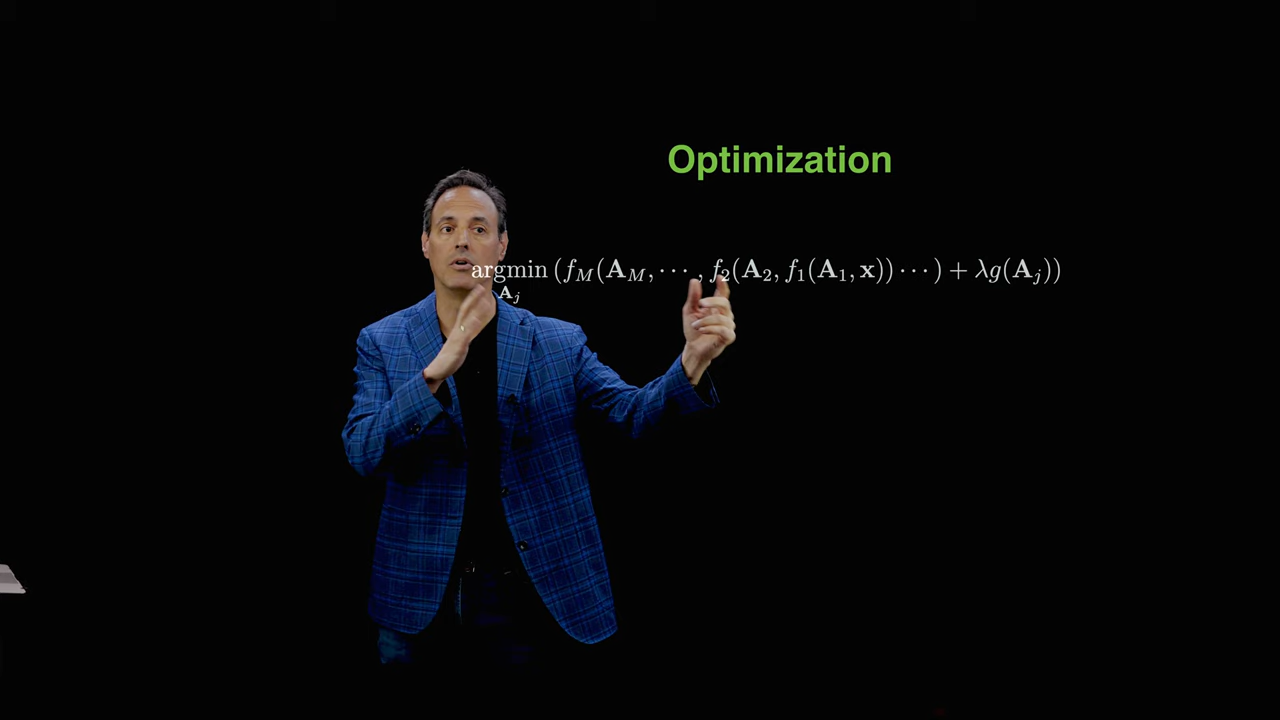 Optimization
argmin (f_M(A_M, ⋯ , f_2(A_2, f_1(A_1, x)) ⋯ ) + λg(A_j))
A_j